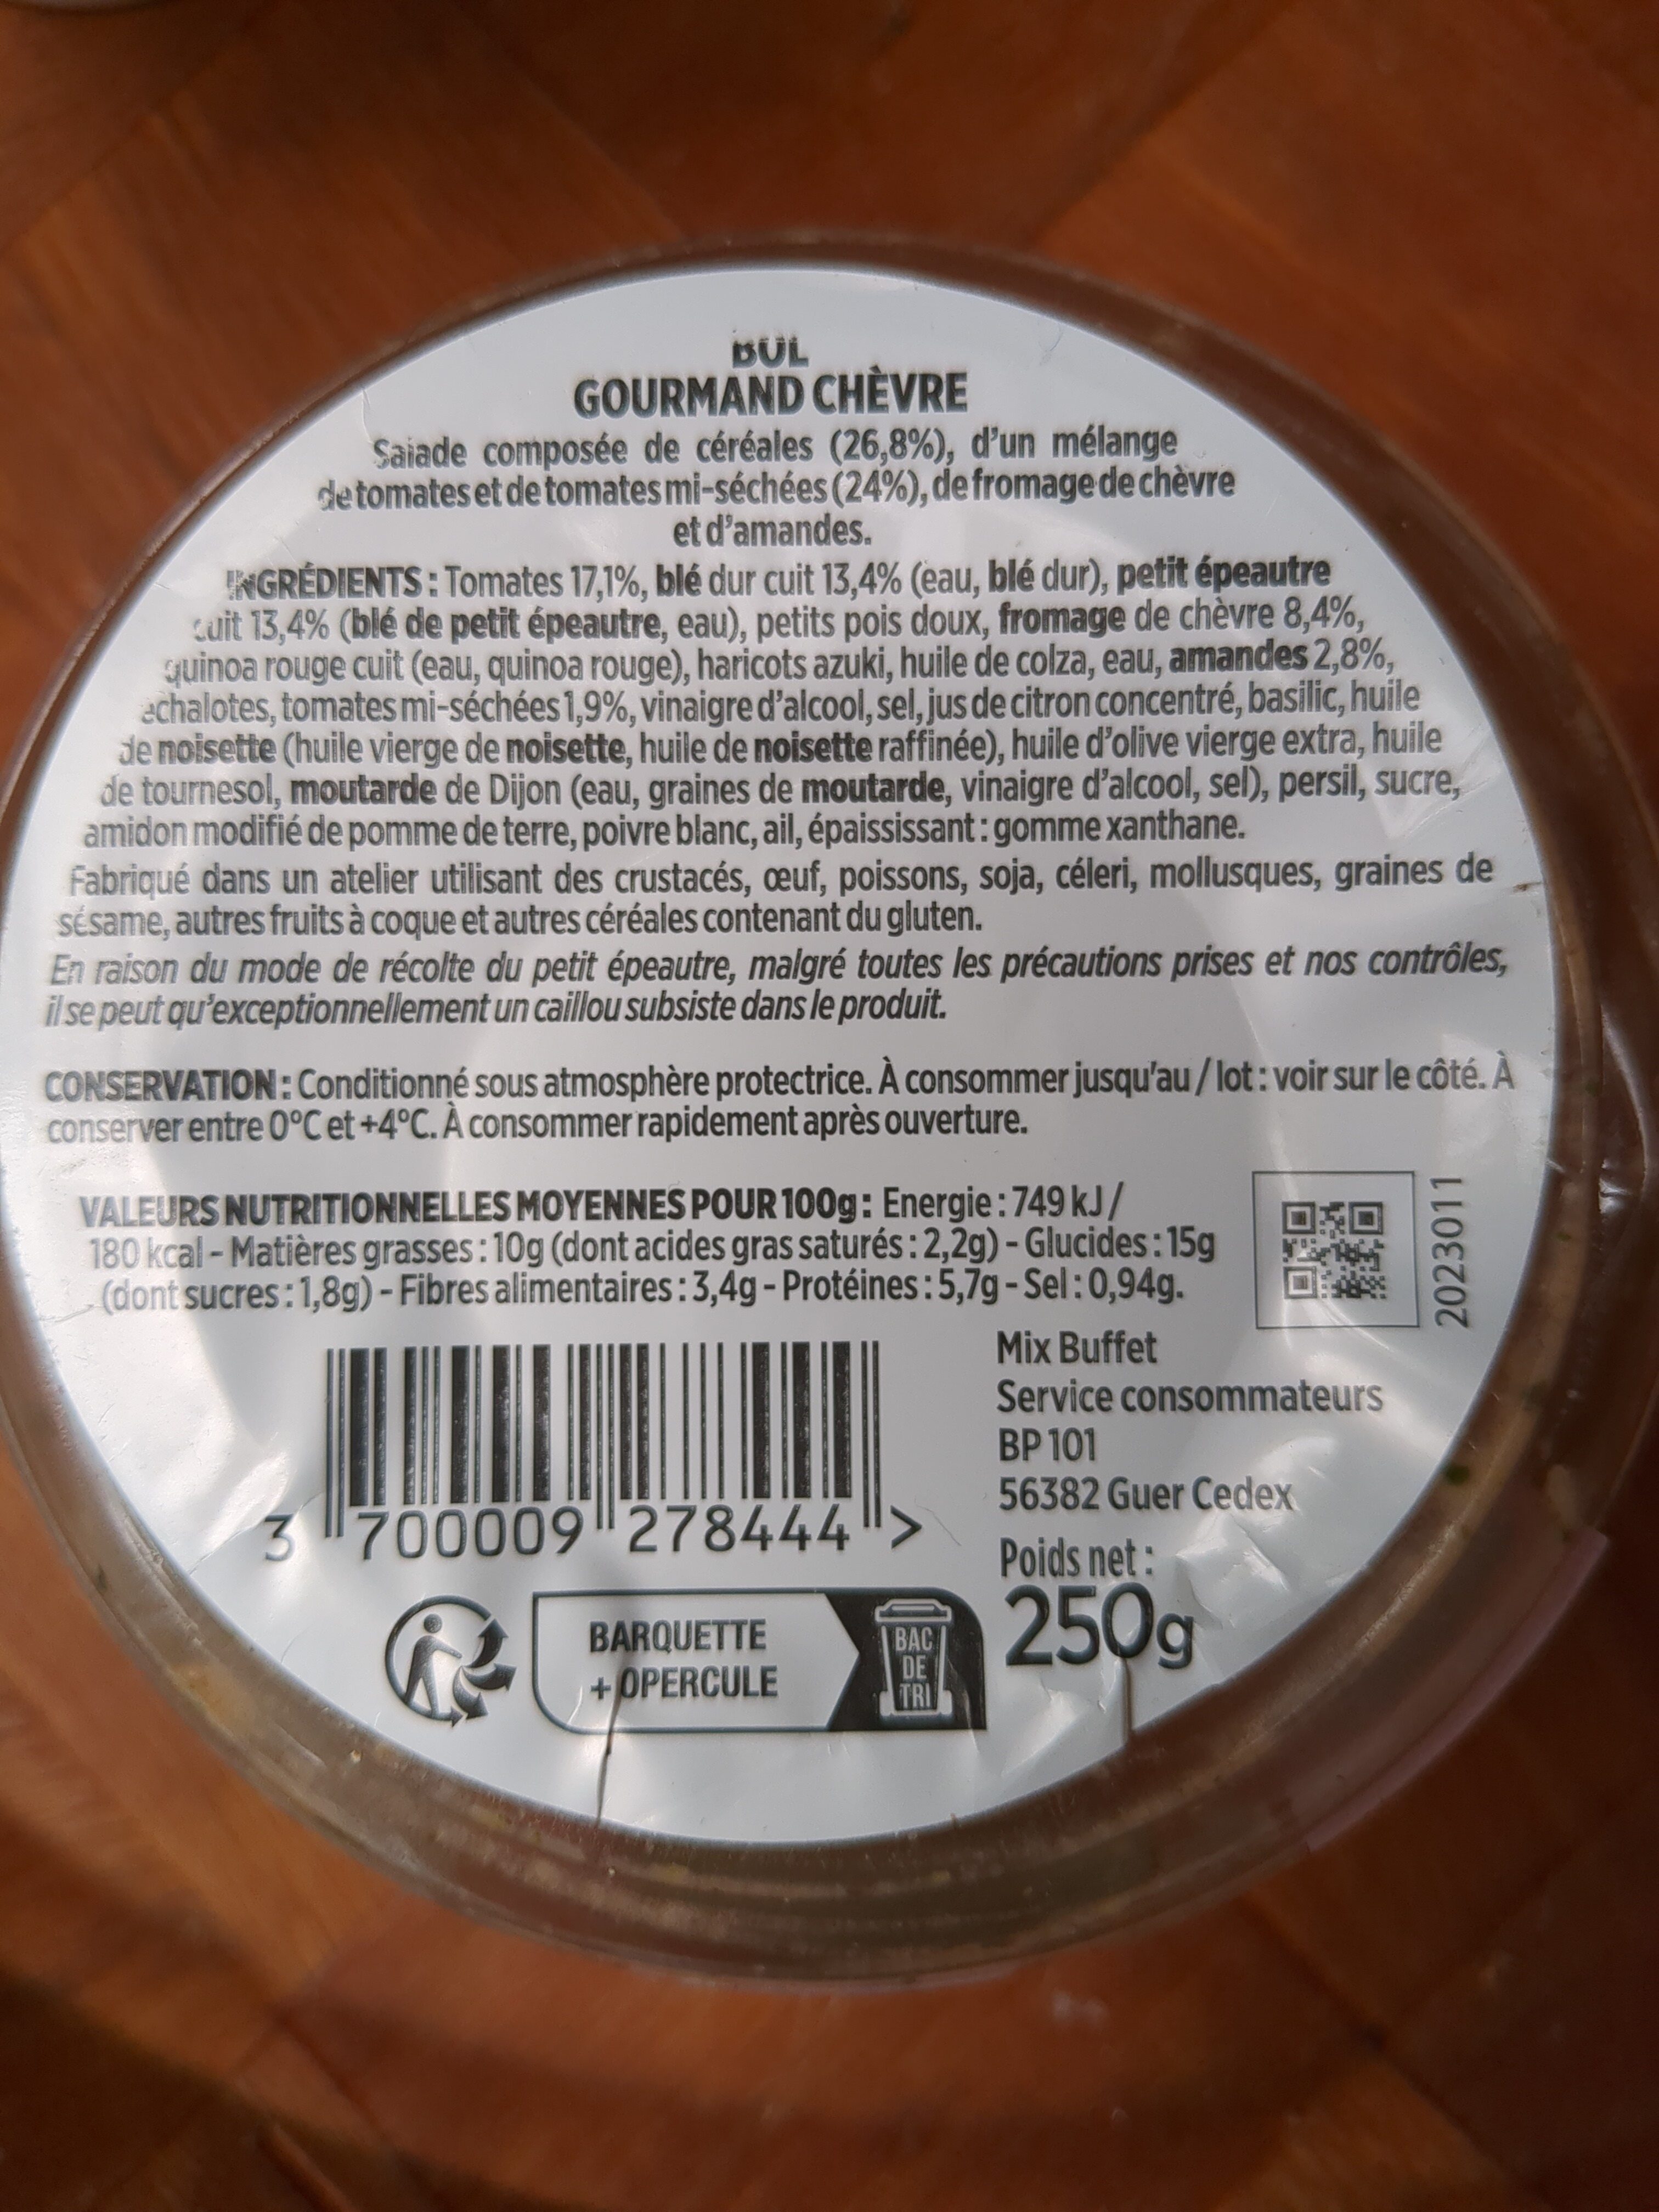 BOL
GOURMAND CHÈVRE
Salade composée de céréales (26,8%), d'un mélange
de tomates et de tomates mi-séchées (24%), de fromage de chèvre
et d'amandes.
INGRÉDIENTS : Tomates 17,1%, blé dur cuit 13,4% (eau, blé dur), petit épeautre
cuit 13,4% (blé de petit épeautre, eau), petits pois doux, fromage de chèvre 8,4%,
quinoa rouge cuit (eau, quinoa rouge), haricots azuki, huile de colza, eau, amandes 2,8%,
échalotes, tomates mi-séchées 1,9%, vinaigre d'alcool, sel, jus de citron concentré, basilic, huile
de noisette (huile vierge de noisette, huile de noisette raffinée), huile d'olive vierge extra, huile
de tournesol, moutarde de Dijon (eau, graines de moutarde, vinaigre d'alcool, sel), persil, sucre,
amidon modifié de pomme de terre, poivre blanc, ail, épaississant : gomme xanthane.
Fabriqué dans un atelier utilisant des crustacés, œuf, poissons, soja, céleri, mollusques, graines de
sésame, autres fruits à coque et autres céréales contenant du gluten.
En raison du mode de récolte du petit épeautre, malgré toutes les précautions prises et nos contrôles,
il se peut qu'exceptionnellement un caillou subsiste dans le produit.
CONSERVATION : Conditionné sous atmosphère protectrice. À consommer jusqu'au / lot : voir sur le côté. À
conserver entre 0°C et +4°C. À consommer rapidement après ouverture.
VALEURS NUTRITIONNELLES MOYENNES POUR 100g : Energie : 749 kJ /
180 kcal - Matières grasses : 10g (dont acides gras saturés : 2,2g) - Glucides : 15g
(dont sucres : 1,8g) - Fibres alimentaires : 3,4g - Protéines : 5,7g - Sel : 0,94g.
2023011
Mix Buffet
Service consommateurs
BP 101
56382 Guer Cedex
3 700009 278444 >
Poids net :
250g
BARQUETTE
+ OPERCULE
BAC
DE
TRI